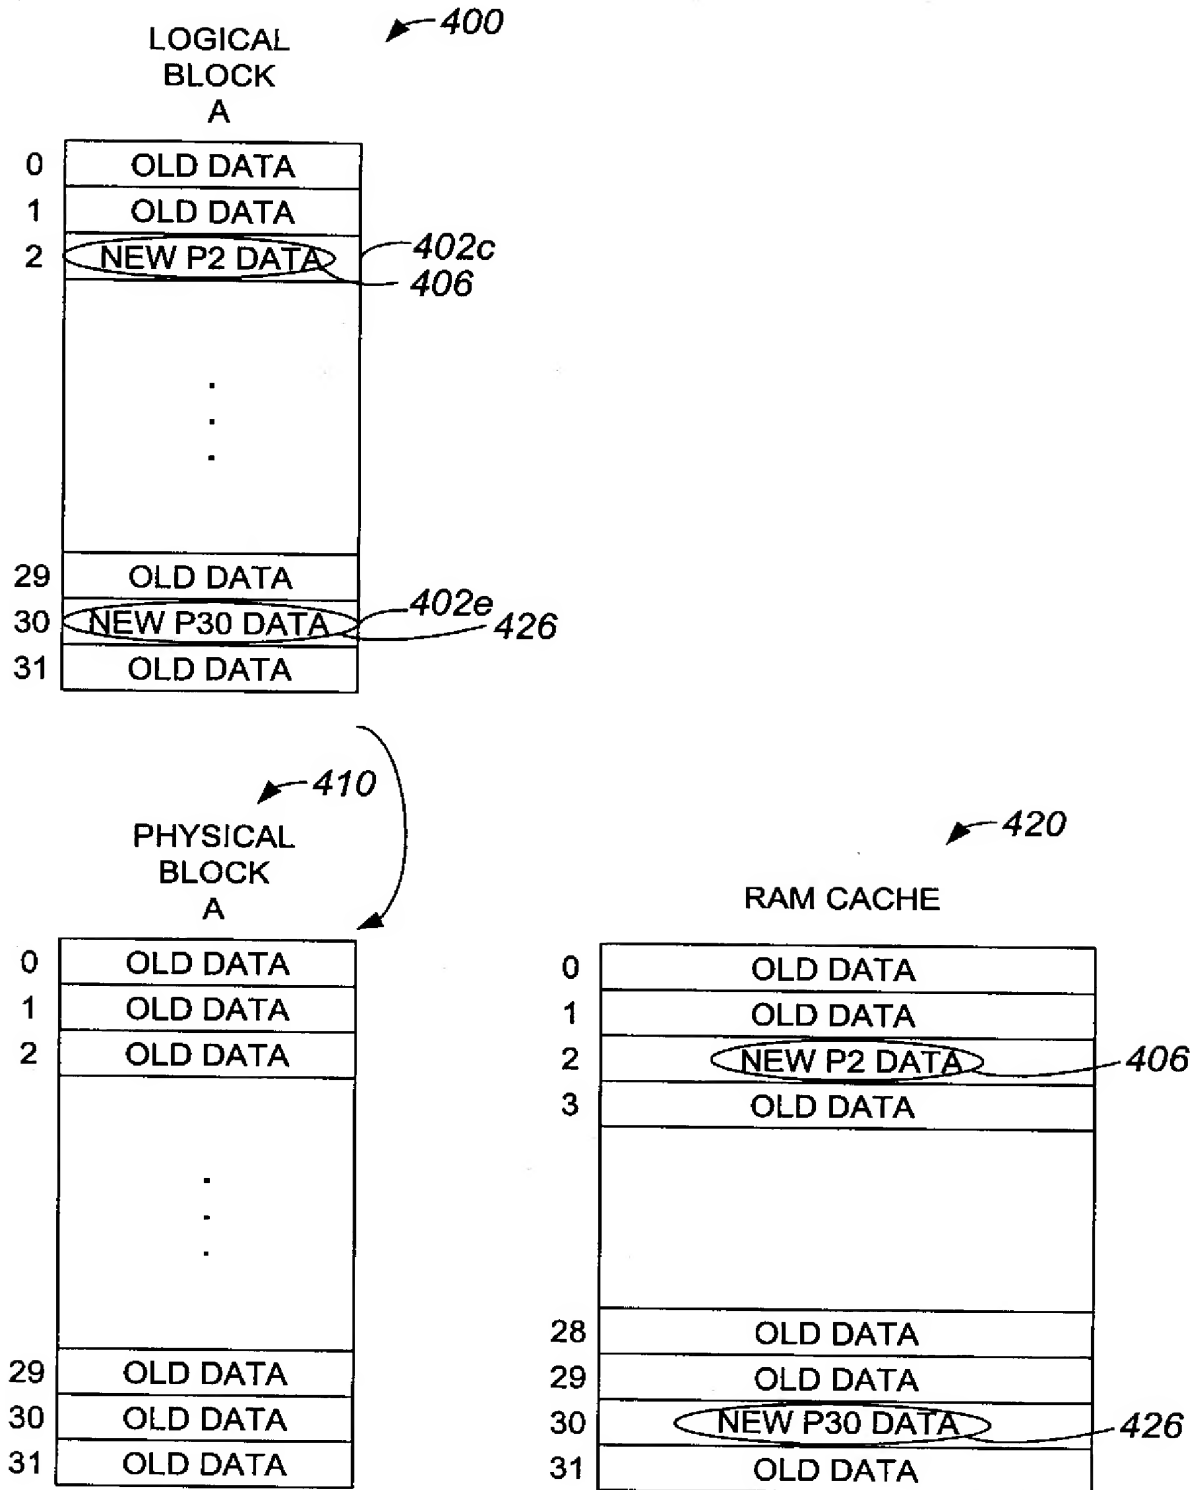 400
LOGICAL
BLOCK
A
0 OLD DATA
1 OLD DATA
2 NEW P2 DATA 402c
406
29 OLD DATA
30 NEW P30 DATA 402e
426
31 OLD DATA
410
PHYSICAL
BLOCK
A
0 OLD DATA
1 OLD DATA
2 OLD DATA
29 OLD DATA
30 OLD DATA
31 OLD DATA
420
RAM CACHE
0 OLD DATA
1 OLD DATA
2 NEW P2 DATA 406
3 OLD DATA
28 OLD DATA
29 OLD DATA
30 NEW P30 DATA 426
31 OLD DATA